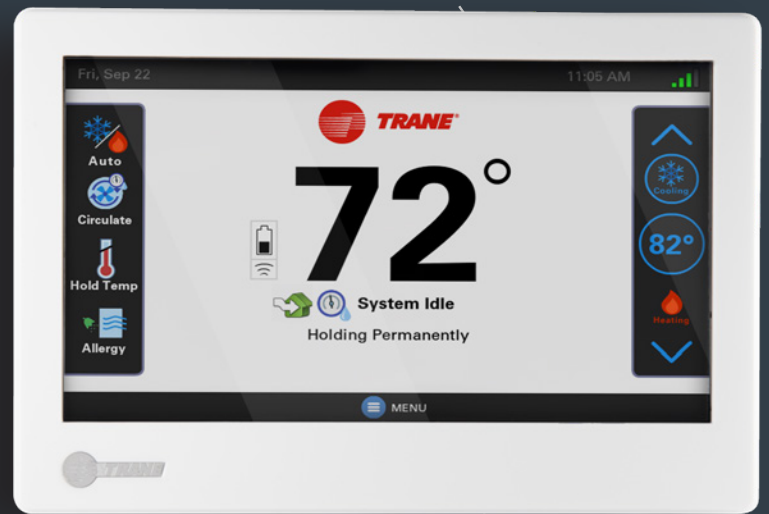 Fri, Sep 22
11:05 AM
TRANE
Auto
Circulate
Hold Temp
Allergy
72°
System Idle
Holding Permanently
Cooling
82°
Heating
MENU
TRANE